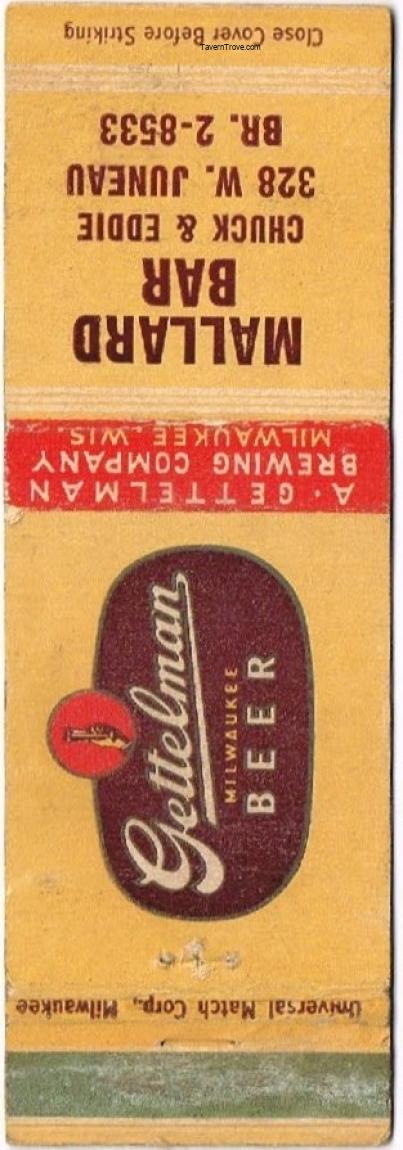 Close Cover Before Striking
TavernTrove.com
MALLARD
BAR
CHUCK & EDDIE
328 W. JUNEAU
BR. 2-8533
A. GETTELMAN
BREWING COMPANY
MILWAUKEE. WIS.
Gettelman
MILWAUKEE
BEER
Universal Match Corp., Milwaukee